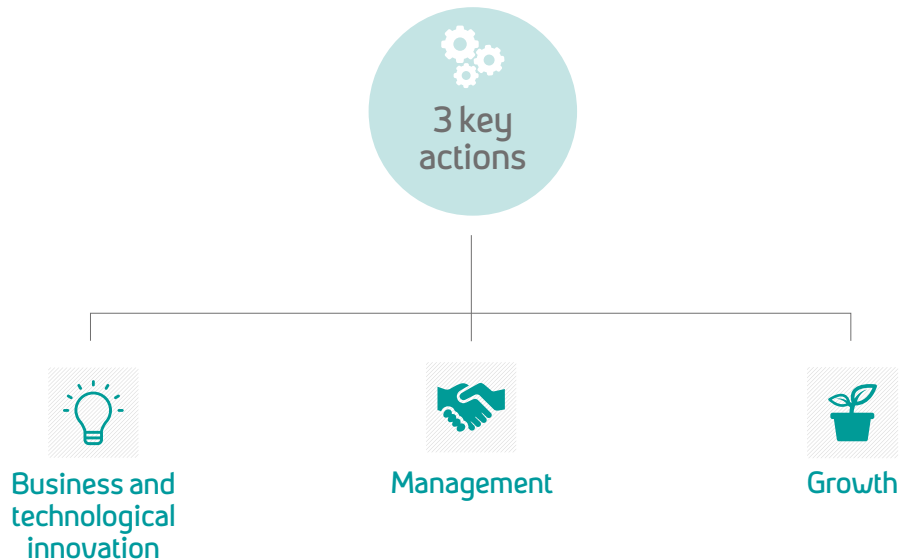 3 key
actions
Business and
technological
innovation
Management
Growth